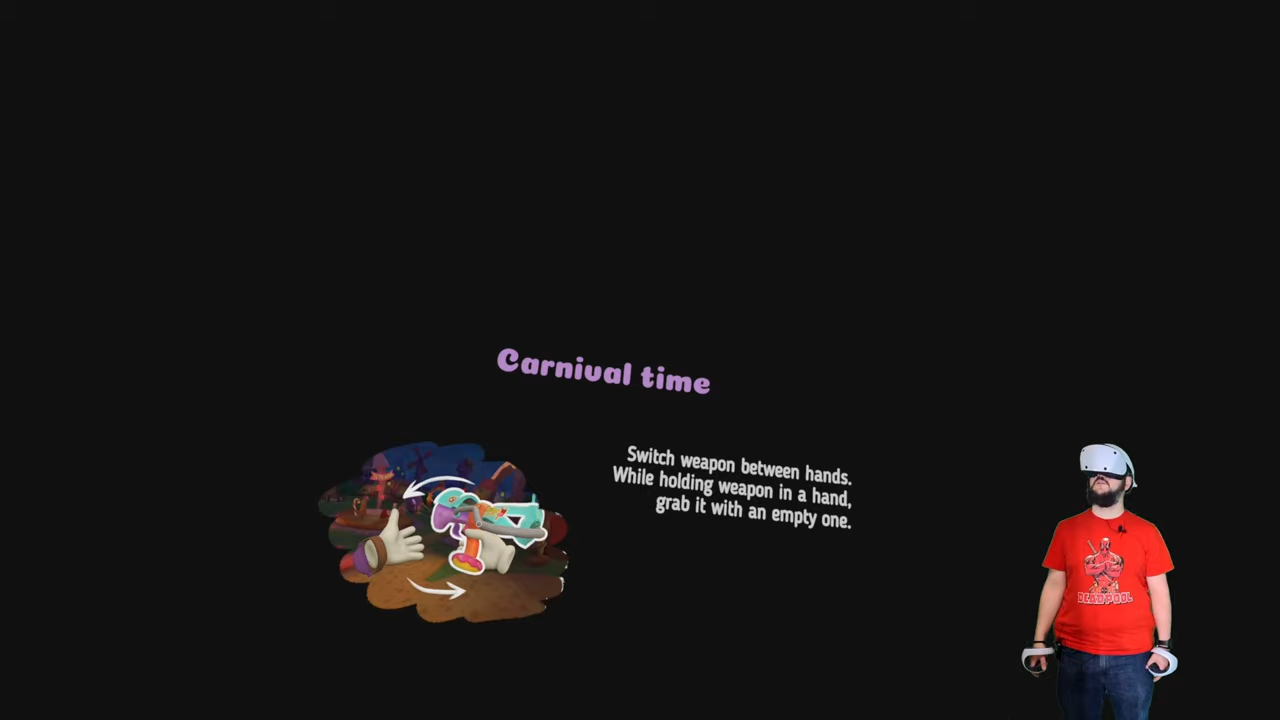 Carnival time
Switch weapon between hands.
While holding weapon in a hand,
grab it with an empty one.
DEADPOOL